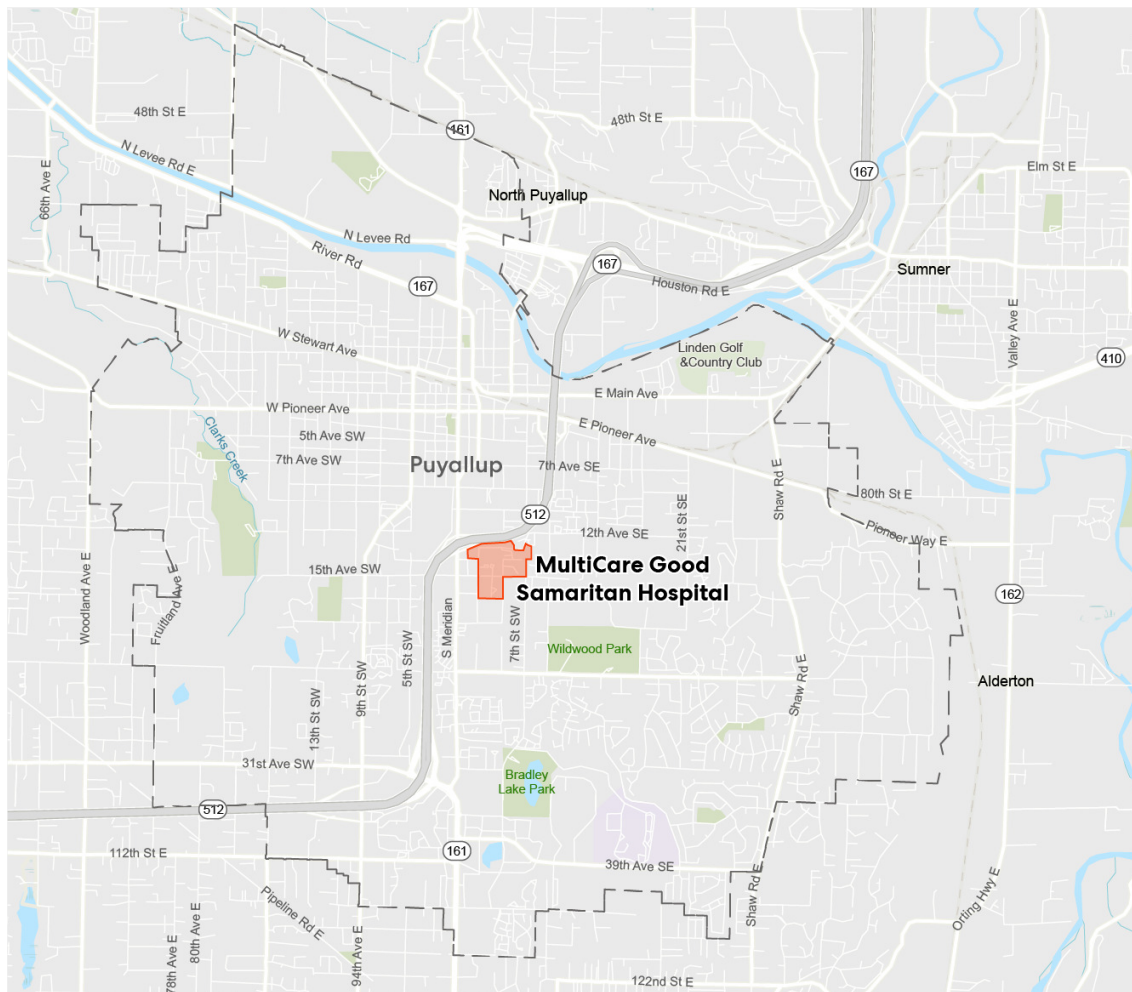 48th St E
461
48th St E
N Levee Rd E
66th Ave E
167
Elm St E
North Puyallup
N Levee Rd
River Rd
167
Houston Rd E
Sumner
167
W Stewart Ave
Linden Golf
&Country Club
Valley Ave E
410
E Main Ave
W Pioneer Ave
Clarks Creek
5th Ave SW
E Pioneer Ave
7th Ave SW
Puyallup
7th Ave SE
Shaw Rd E
80th St E
512
21st St SE
12th Ave SE
Pioneer Way E
MultiCare Good
Samaritan Hospital
15th Ave SW
Woodland Ave E
Fruitland Ave E
162
5th St SW
S Meridian
7th St SW
Wildwood Park
9th St SW
13th St SW
Shaw Rd E
Alderton
31st Ave SW
Bradley
Lake Park
512
112th St E
161
39th Ave SE
Pipeline Rd E
Shaw Rd E
Orting Hwy E
78th Ave E
80th Ave E
94th Ave E
122nd St E